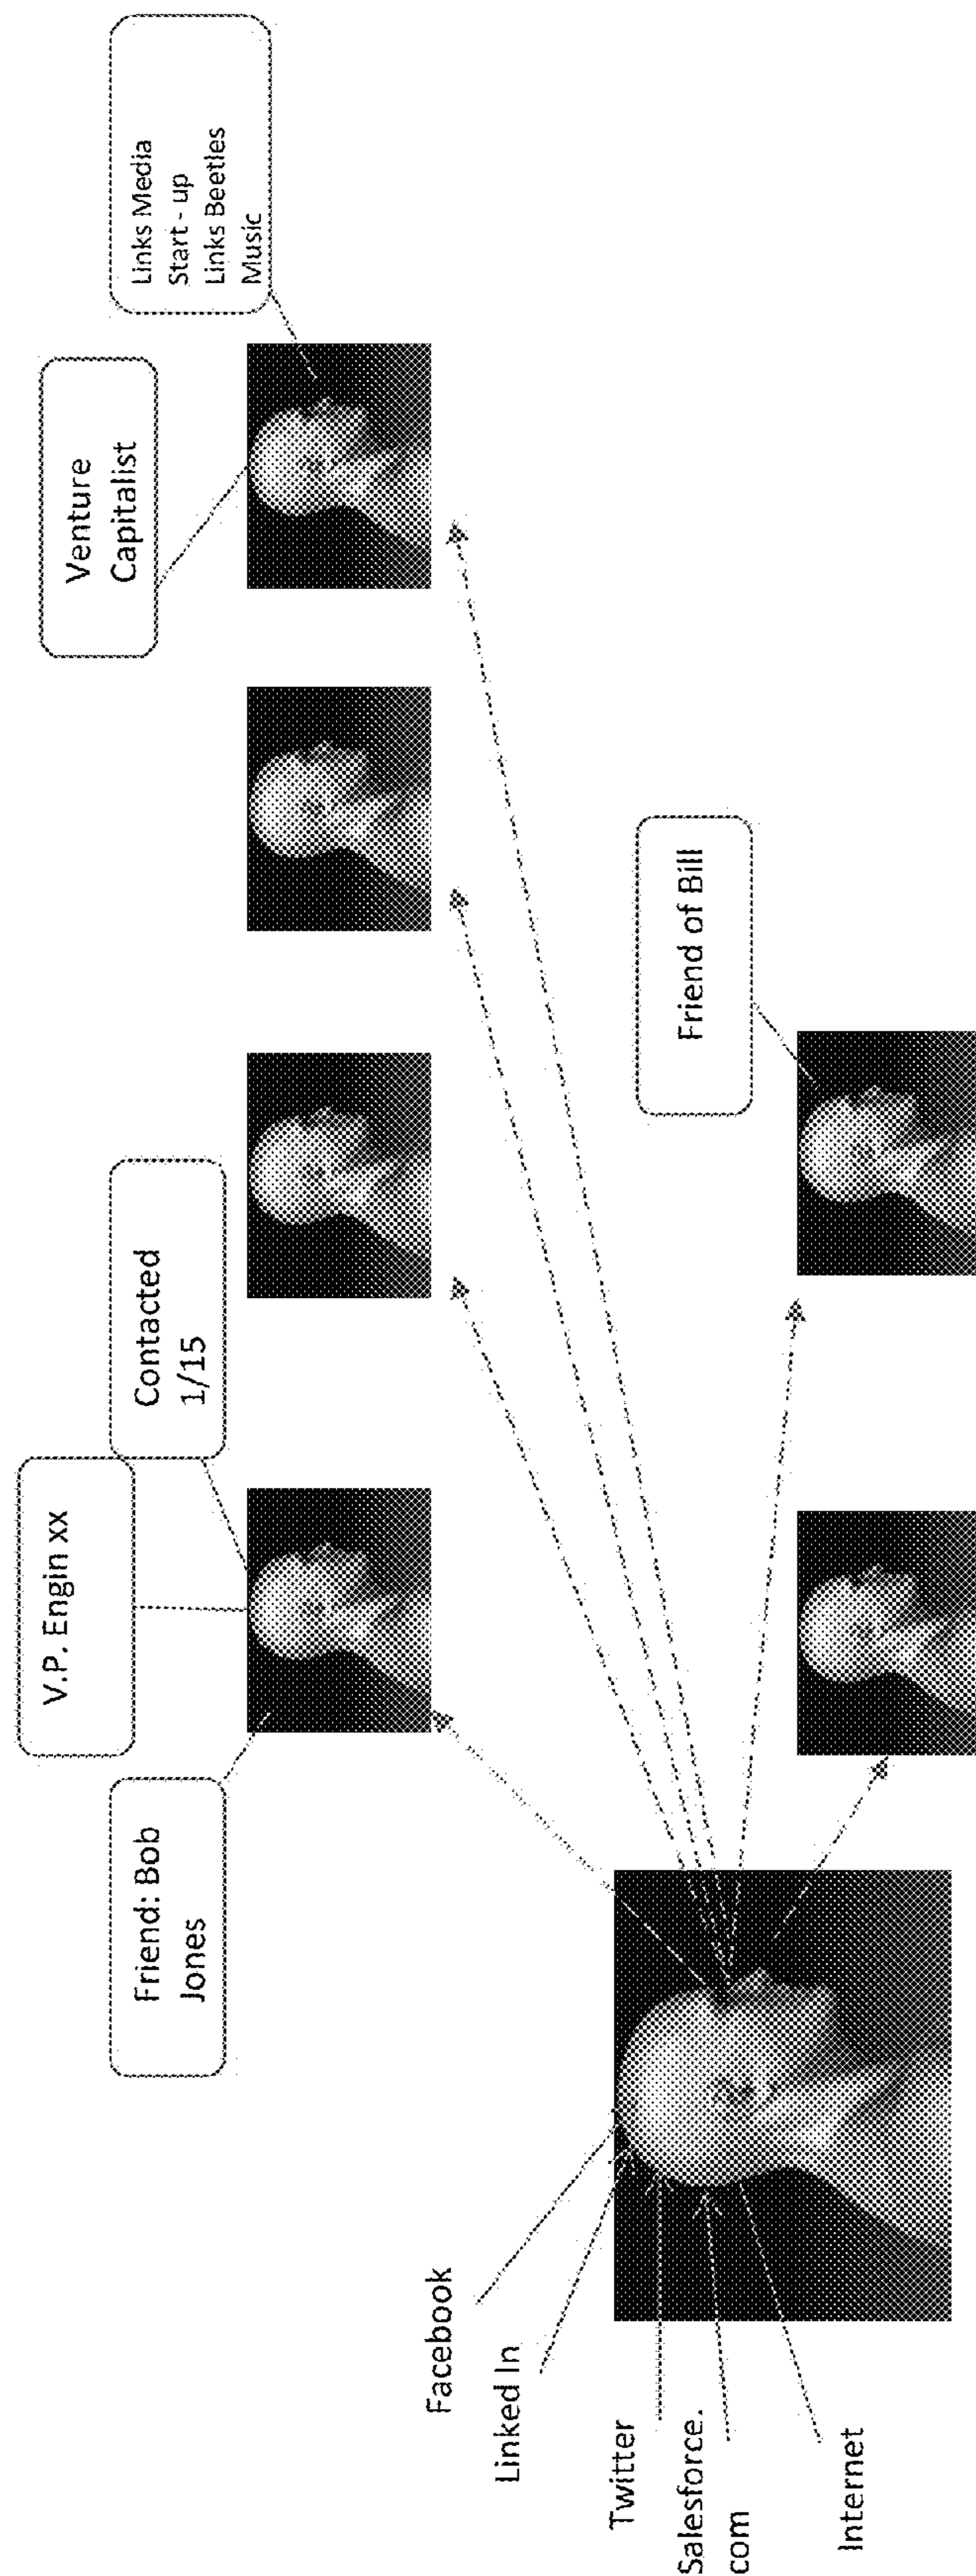 Facebook
Linked In
Twitter
Salesforce.
com
Internet
Friend: Bob
Jones
V.P. Engin xx
Contacted
1/15
Venture
Capitalist
Links Media
Start - up
Links Beetles
Music
Friend of Bill